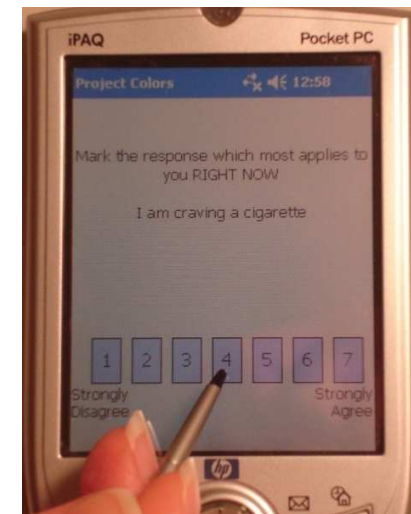 iPAQ Pocket PC
Project Colors 12:58
Mark the response which most applies to
you RIGHT NOW
I am craving a cigarette
1 2 3 4 5 6 7
Strongly Strongly
Disagree Agree
hp